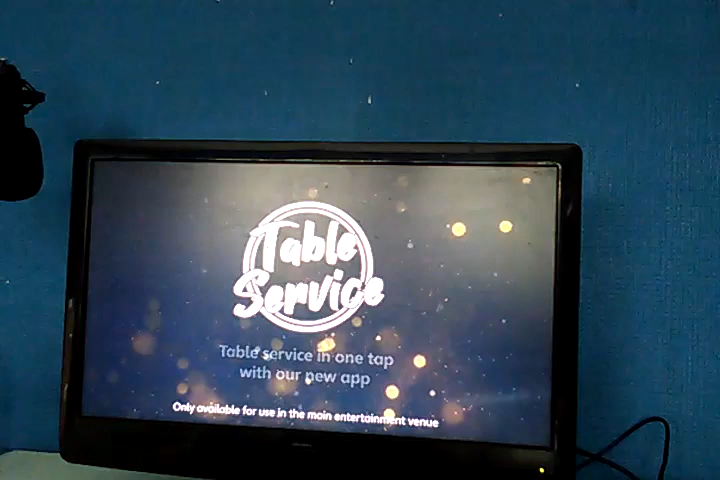 Table
Service
Table service in one tap
with our new app
Only available for use in the main entertainment venue